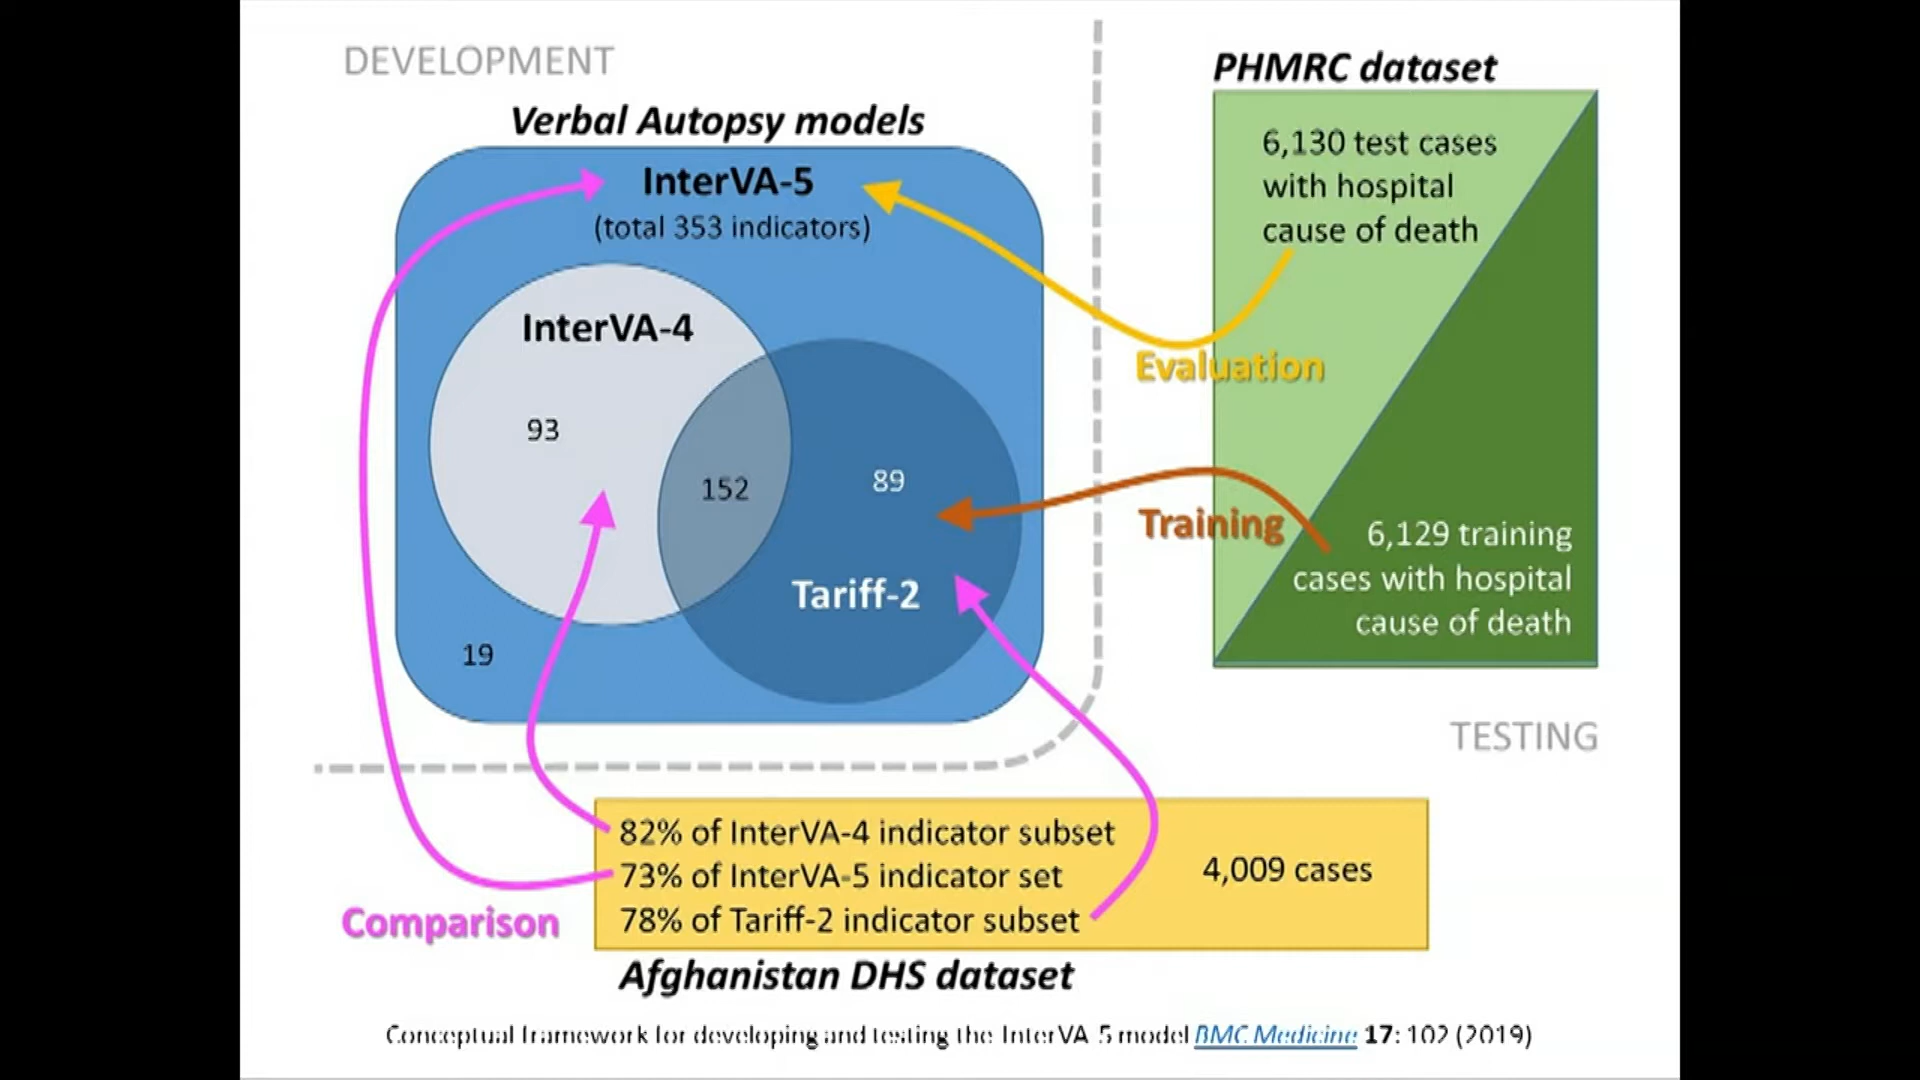 DEVELOPMENT
Verbal Autopsy models
InterVA-5
(total 353 indicators)
InterVA-4
93
152
89
Tariff-2
19
PHMRC dataset
6,130 test cases
with hospital
cause of death
Evaluation
Training
6,129 training
cases with hospital
cause of death
TESTING
82% of InterVA-4 indicator subset
73% of InterVA-5 indicator set
78% of Tariff-2 indicator subset
4,009 cases
Comparison
Afghanistan DHS dataset
Conceptual framework for developing and testing the InterVA-5 model BMC Medicine 17: 102 (2019)